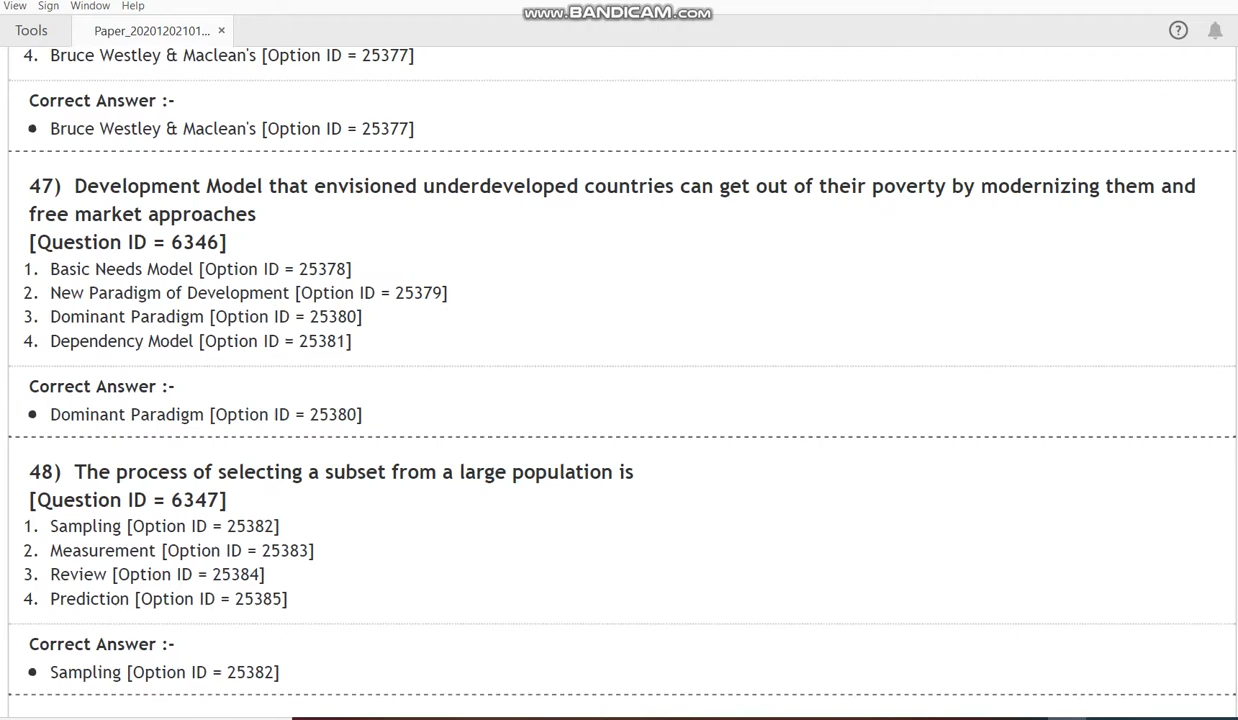 View Sign Window Help
www.BANDICAM.com
Tools Paper_20201202101... ×
4. Bruce Westley & Maclean's [Option ID = 25377]
Correct Answer :-
• Bruce Westley & Maclean's [Option ID = 25377]
47) Development Model that envisioned underdeveloped countries can get out of their poverty by modernizing them and
free market approaches
[Question ID = 6346]
1. Basic Needs Model [Option ID = 25378]
2. New Paradigm of Development [Option ID = 25379]
3. Dominant Paradigm [Option ID = 25380]
4. Dependency Model [Option ID = 25381]
Correct Answer :-
• Dominant Paradigm [Option ID = 25380]
48) The process of selecting a subset from a large population is
[Question ID = 6347]
1. Sampling [Option ID = 25382]
2. Measurement [Option ID = 25383]
3. Review [Option ID = 25384]
4. Prediction [Option ID = 25385]
Correct Answer :-
• Sampling [Option ID = 25382]